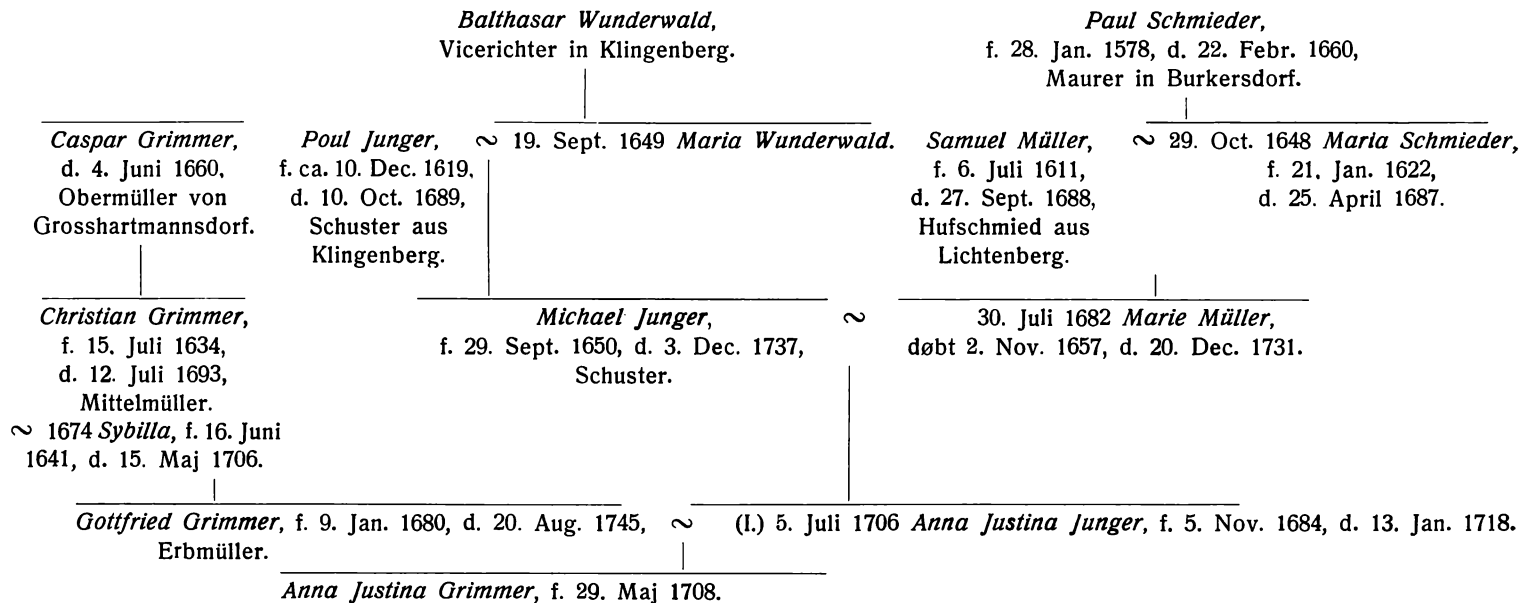 Balthasar Wunderwald,
Vicerichter in Klingenberg.
Paul Schmieder,
f. 28. Jan. 1578, d. 22. Febr. 1660,
Maurer in Burkersdorf.
Caspar Grimmer,
d. 4. Juni 1660,
Obermüller von
Grosshartmannsdorf.
Poul Junger,
f. ca. 10. Dec. 1619,
d. 10. Oct. 1689,
Schuster aus
Klingenberg.
~ 19. Sept. 1649 Maria Wunderwald.
Samuel Müller,
f. 6. Juli 1611,
d. 27. Sept. 1688,
Hufschmied aus
Lichtenberg.
~ 29. Oct. 1648 Maria Schmieder,
f. 21. Jan. 1622,
d. 25. April 1687.
Christian Grimmer,
f. 15. Juli 1634,
d. 12. Juli 1693,
Mittelmüller.
~ 1674 Sybilla, f. 16. Juni
1641, d. 15. Maj 1706.
Michael Junger,
f. 29. Sept. 1650, d. 3. Dec. 1737,
Schuster.
~ 30. Juli 1682 Marie Müller,
døbt 2. Nov. 1657, d. 20. Dec. 1731.
Gottfried Grimmer, f. 9. Jan. 1680, d. 20. Aug. 1745,
Erbmüller.
~ (I.) 5. Juli 1706 Anna Justina Junger, f. 5. Nov. 1684, d. 13. Jan. 1718.
Anna Justina Grimmer, f. 29. Maj 1708.